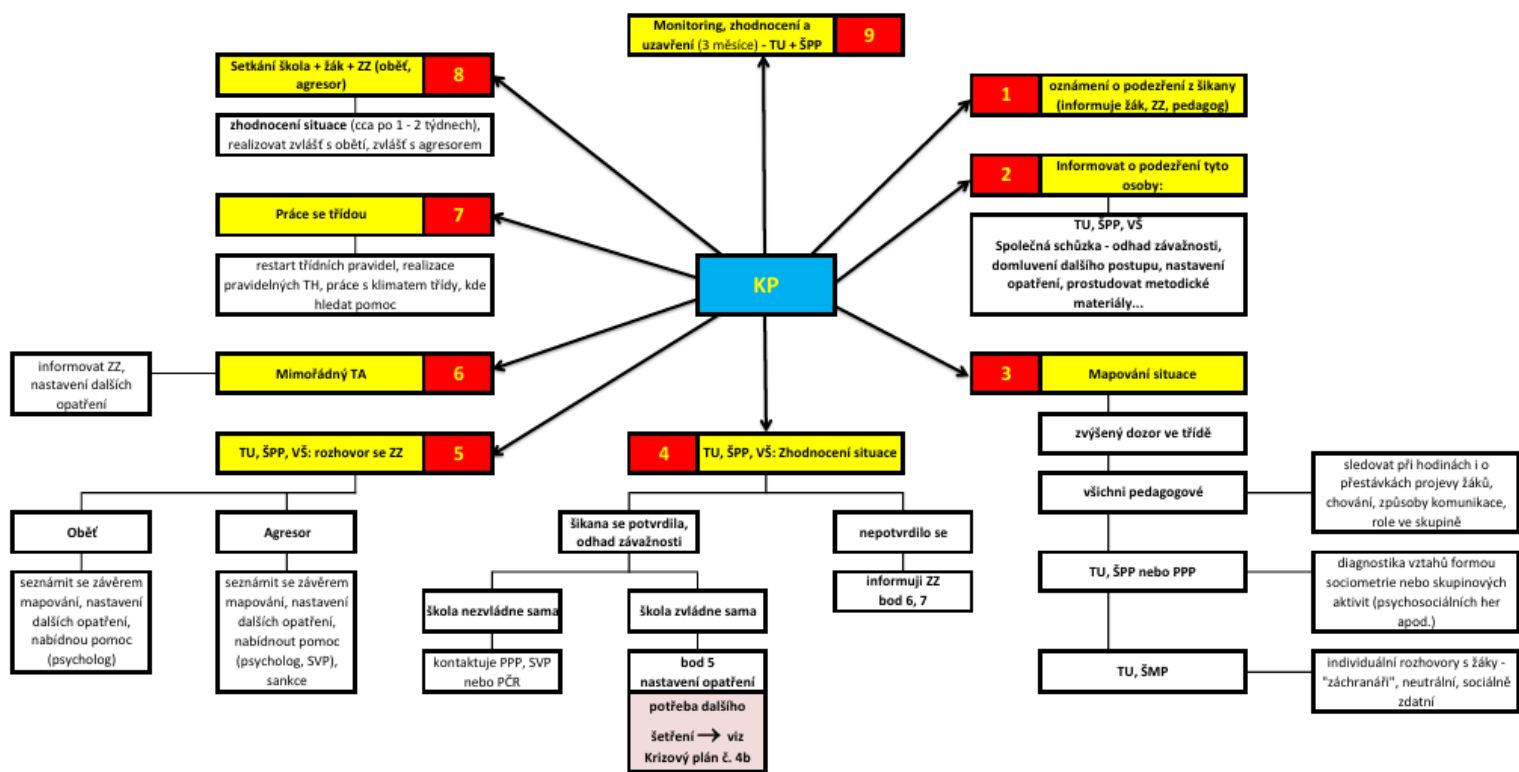 Monitoring, zhodnocení a
uzavření (3 měsíce) - TU + ŠPP
9
Setkání škola + žák + ZZ (oběť,
agresor)
8
zhodnocení situace (cca po 1 - 2 týdnech),
realizovat zvlášť s obětí, zvlášť s agresorem
1
oznámení o podezření z šikany
(informuje žák, ZZ, pedagog)
2
Informovat o podezření tyto
osoby:
TU, ŠPP, VŠ
Společná schůzka - odhad závažnosti,
domluvení dalšího postupu, nastavení
opatření, prostudovat metodické
materiály...
Práce se třídou
7
restart třídních pravidel, realizace
pravidelných TH, práce s klimatem třídy, kde
hledat pomoc
KP
informovat ZZ,
nastavení dalších
opatření
Mimořádný TA
6
3
Mapování situace
zvýšený dozor ve třídě
všichni pedagogové
sledovat při hodinách i o
přestávkách projevy žáků,
chování, způsoby komunikace,
role ve skupině
TU, ŠPP nebo PPP
diagnostika vztahů formou
sociometrie nebo skupinových
aktivit (psychosociálních her
apod.)
TU, ŠMP
individuální rozhovory s žáky -
"záchranáři", neutrální, sociálně
zdatní
4
TU, ŠPP, VŠ: Zhodnocení situace
šikana se potvrdila,
odhad závažnosti
nepotvrdilo se
informuji ZZ
bod 6, 7
škola nezvládne sama
kontaktuje PPP, SVP
nebo PČR
škola zvládne sama
bod 5
nastavení opatření
potřeba dalšího
šetření → viz
Krizový plán č. 4b
TU, ŠPP, VŠ: rozhovor se ZZ
5
Oběť
seznámit se závěrem
mapování, nastavení
dalších opatření,
nabídnou pomoc
(psycholog)
Agresor
seznámit se závěrem
mapování, nastavení
dalších opatření,
nabídnout pomoc
(psycholog, SVP),
sankce